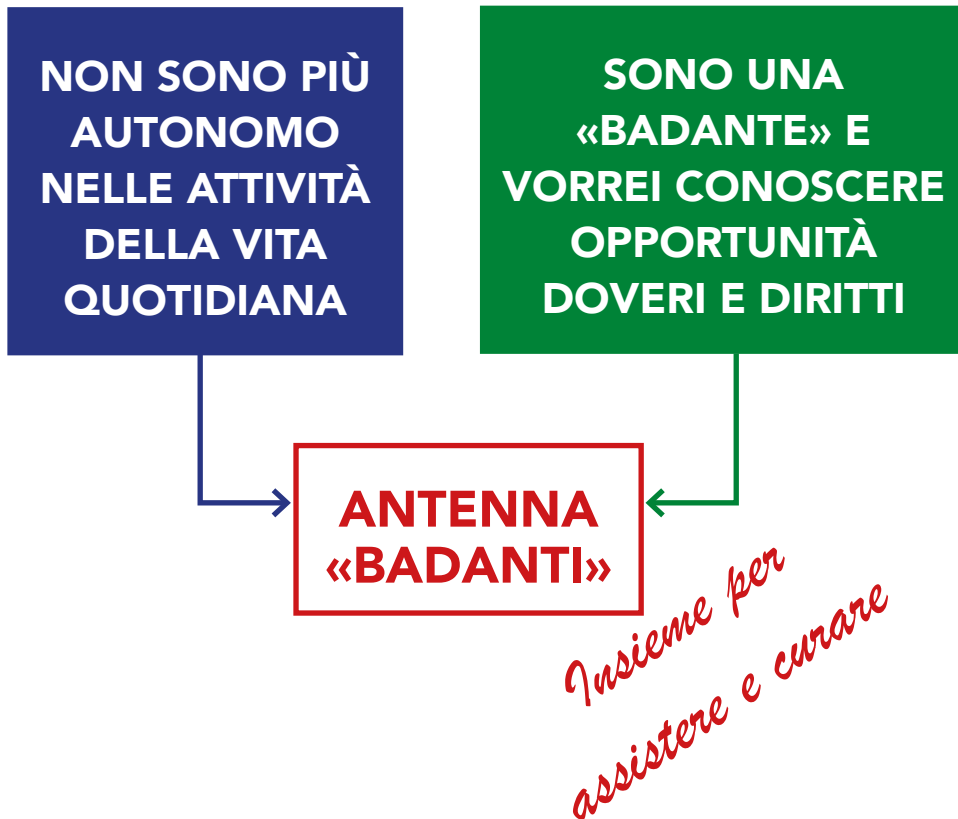 NON SONO PIÙ
AUTONOMO
NELLE ATTIVITÀ
DELLA VITA
QUOTIDIANA
SONO UNA
«BADANTE» E
VORREI CONOSCERE
OPPORTUNITÀ
DOVERI E DIRITTI
ANTENNA
«BADANTI»
Insieme per
assistere e curare